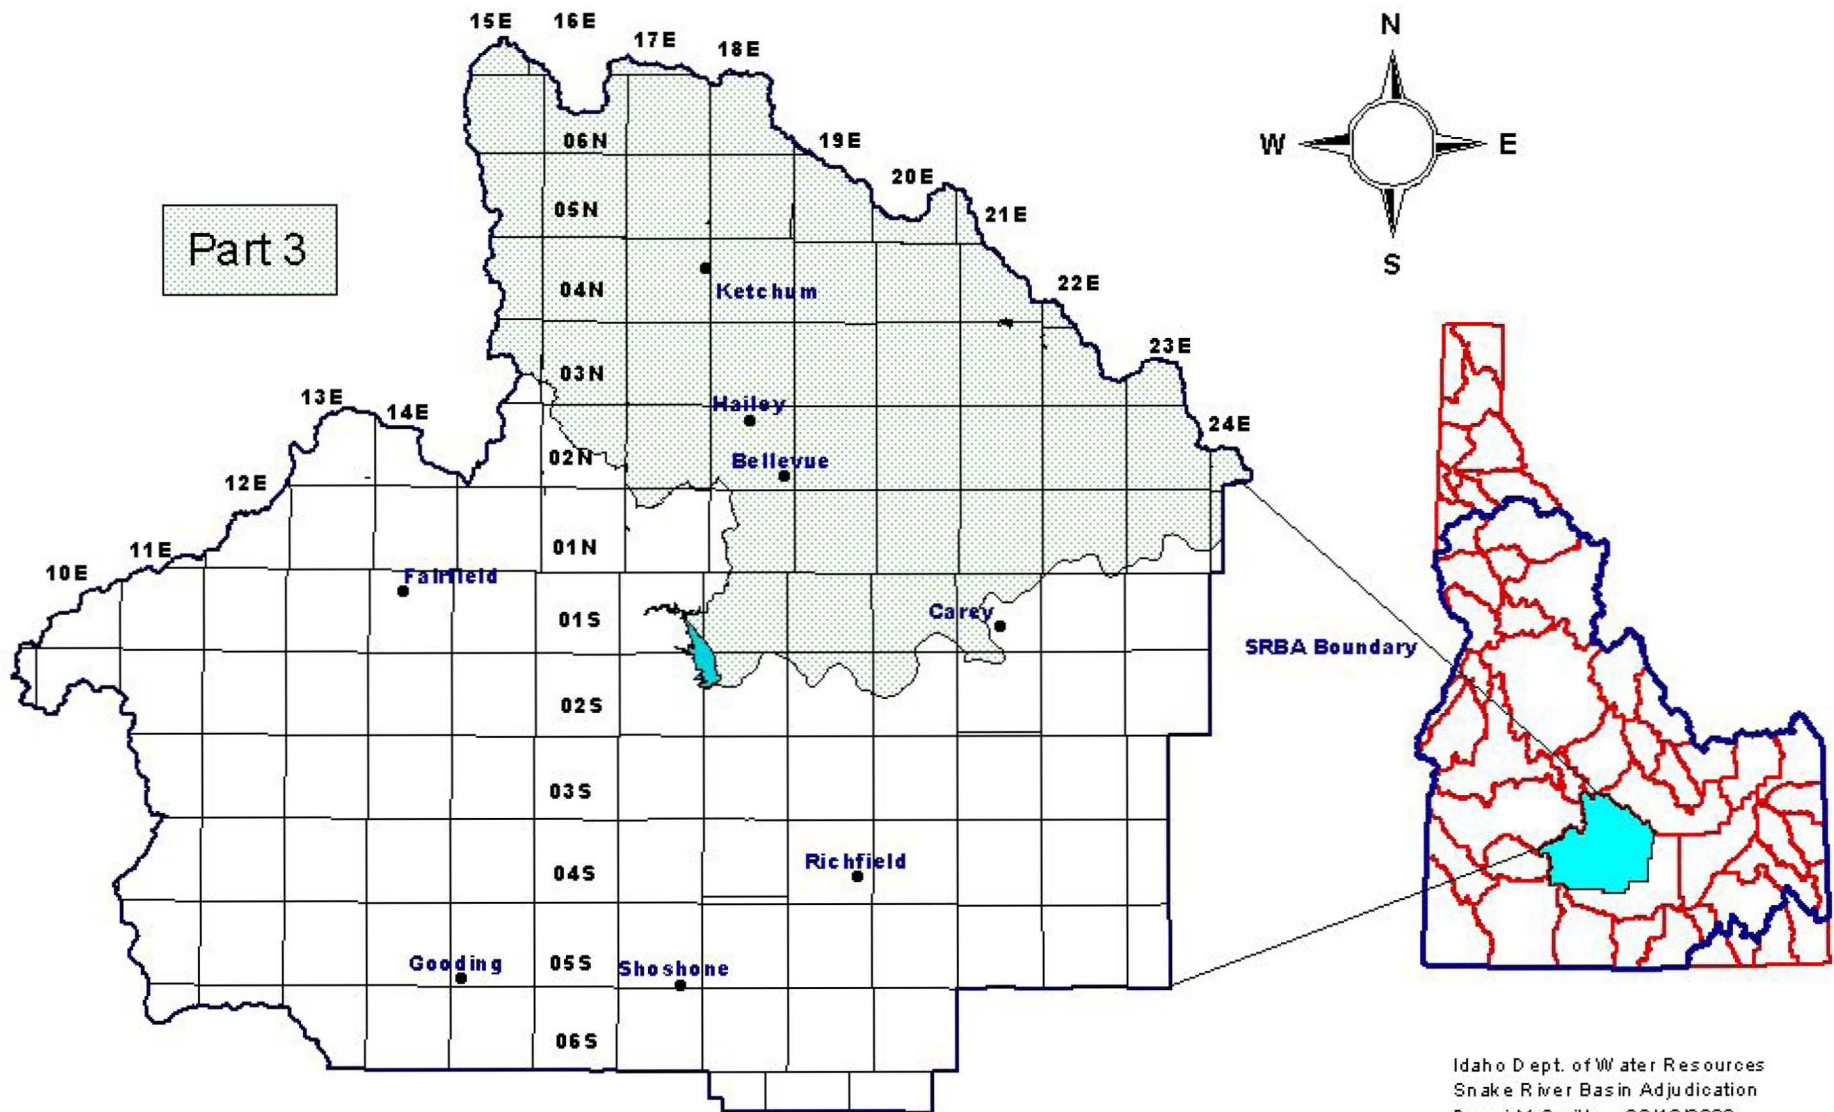 15E
16E
17E
18E
N
06N
19E
W
E
05N
20E
21E
Part 3
S
04N
Ketchum
22E
23E
03N
13E
14E
Hailey
24E
02N
Bellevue
12E
11E
01N
10E
Fairfield
01S
Carey
SRBA Boundary
02S
03S
04S
Richfield
Gooding
05S
Shoshone
06S
Idaho Dept. of Water Resources
Snake River Basin Adjudication